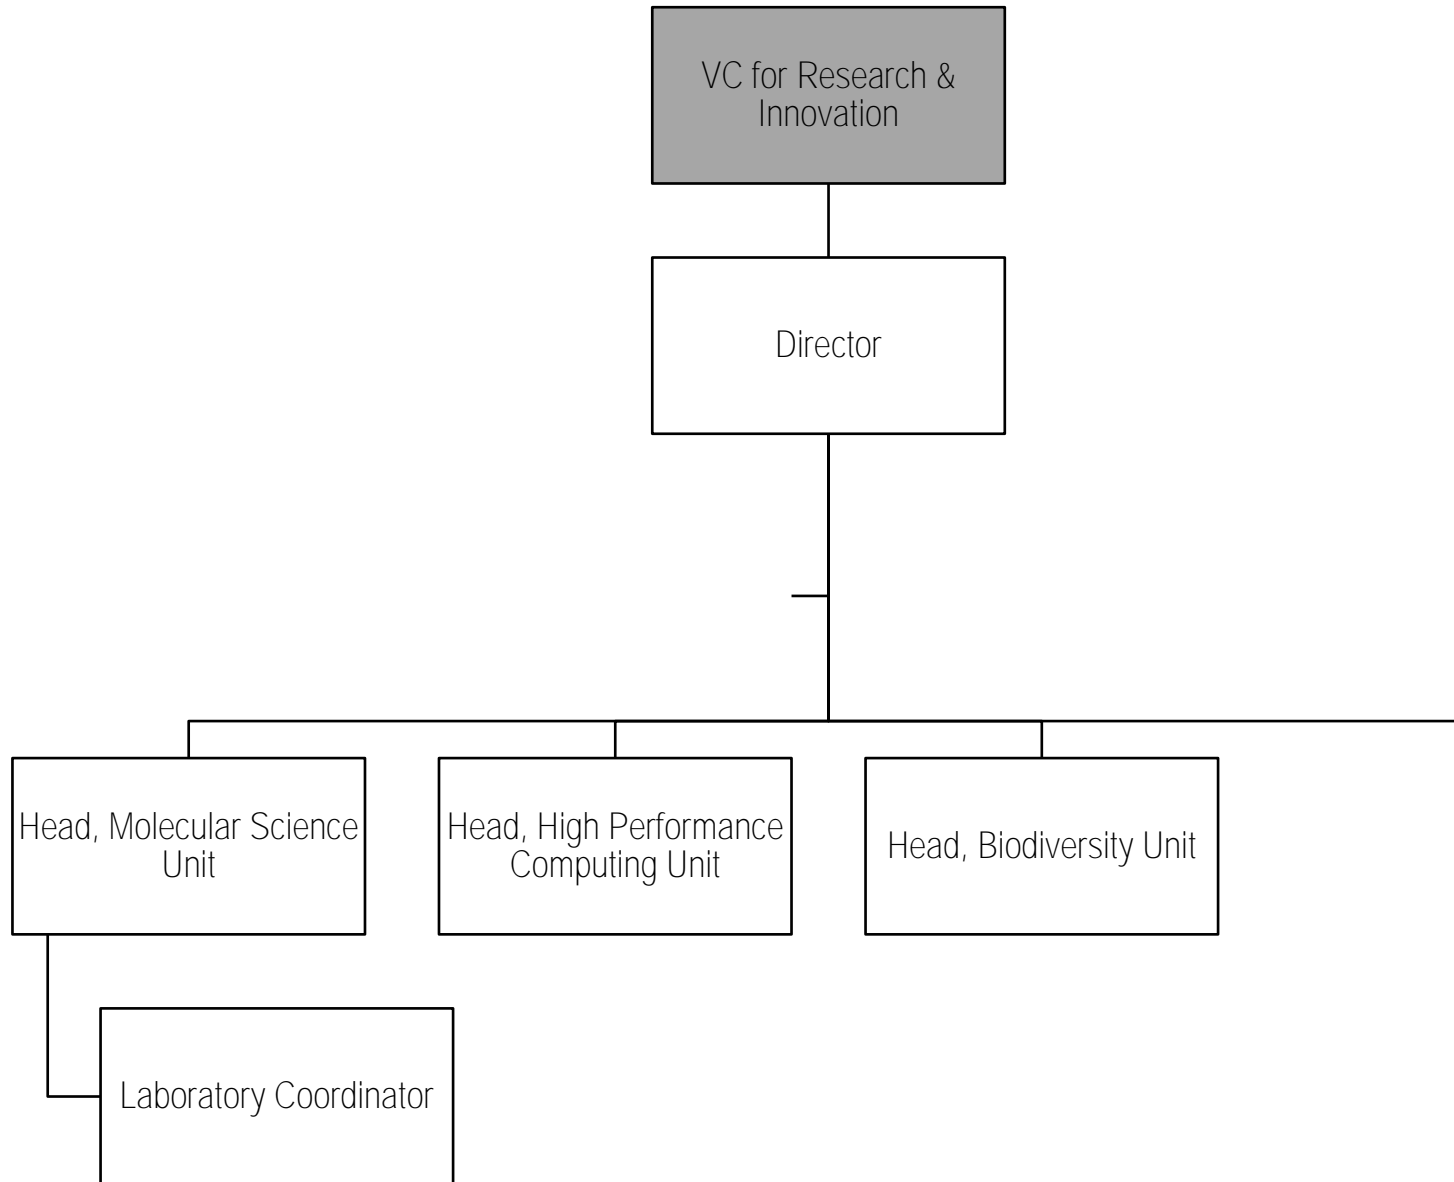 VC for Research &
Innovation
Director
Head, Molecular Science
Unit
Head, High Performance
Computing Unit
Head, Biodiversity Unit
Laboratory Coordinator